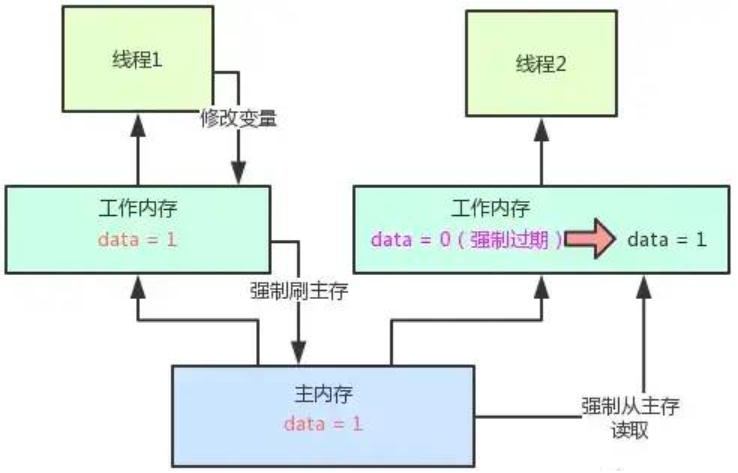 线程1
线程2
修改变量
工作内存
data = 1
工作内存
data = 0（强制过期） data = 1
强制刷主存
主内存
data = 1
强制从主存
读取